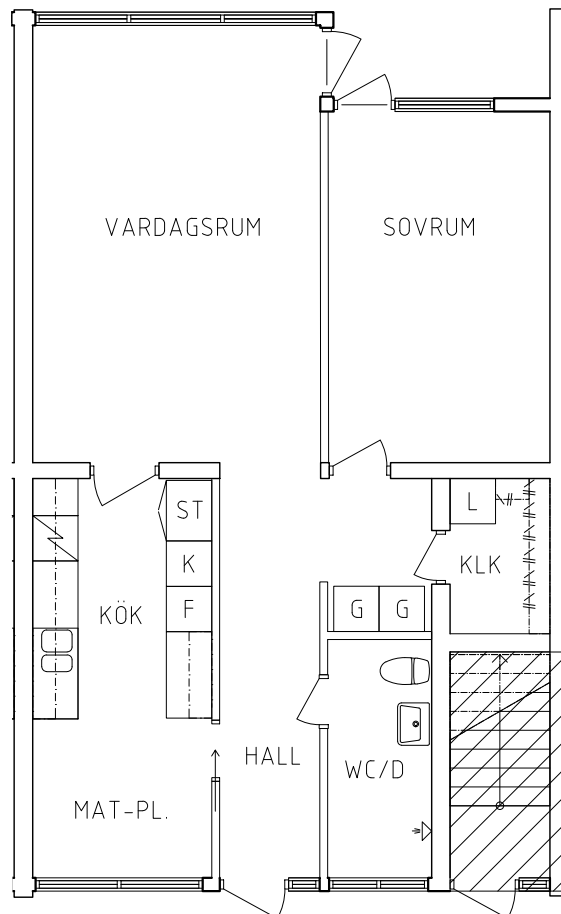 VARDAGSRUM
SOVRUM
ST
L
K
KLK
KÖK
F
G
G
HALL
WC/D
MAT-PL.